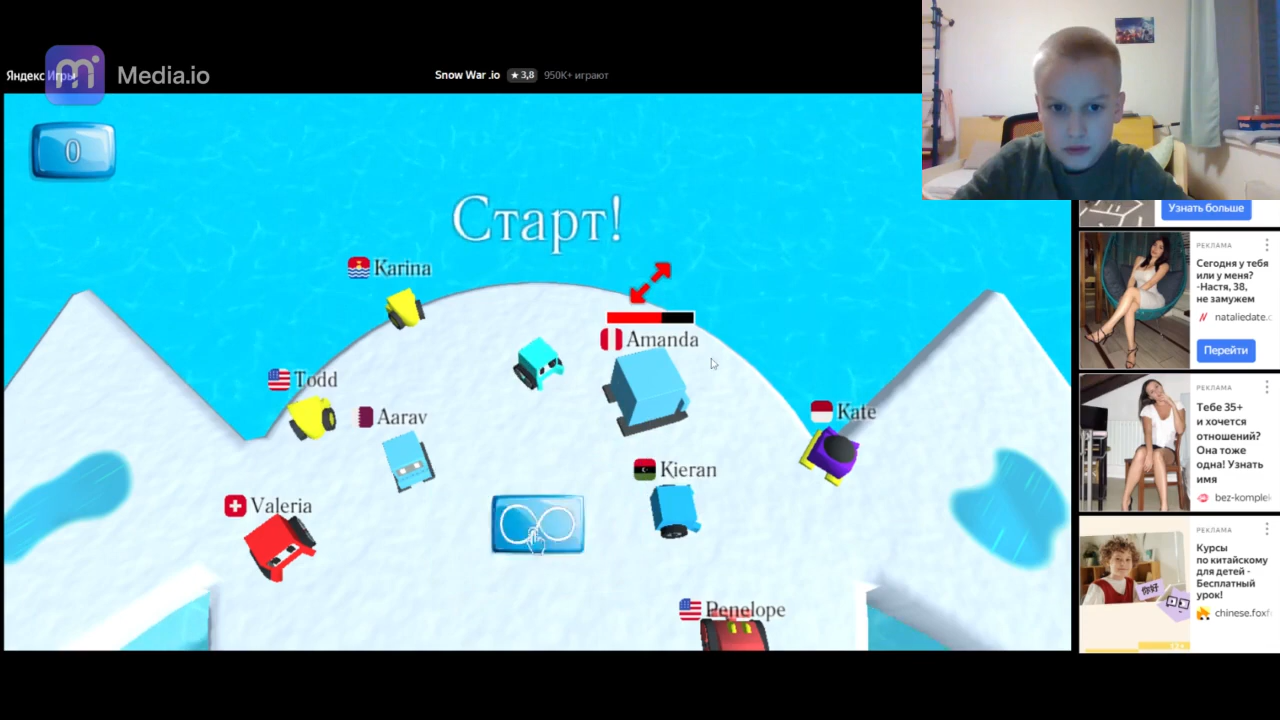 Яндекс Игры
Media.io
Snow War .io
★ 3,8
950K+ играют
0
Старт!
Karina
Amanda
Todd
Aarav
Kate
Kieran
Valeria
Penelope
Узнать больше
РЕКЛАМА
Сегодня у тебя
или у меня?
-Настя, 38,
не замужем
nataliedate.c
Перейти
РЕКЛАМА
Тебе 35+
и хочется
отношений?
Она тоже
одна! Узнать
имя
bez-komplek
РЕКЛАМА
Курсы
по китайскому
для детей -
Бесплатный
урок!
你好
chinese.foxf